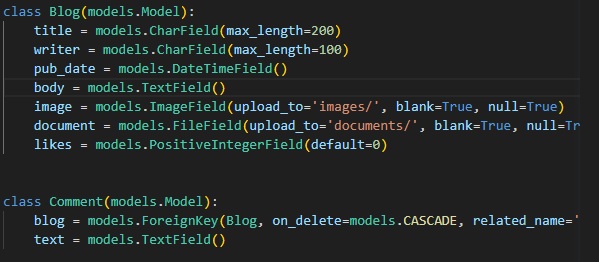 class Blog(models.Model):
    title = models.CharField(max_length=200)
    writer = models.CharField(max_length=100)
    pub_date = models.DateTimeField()
    body = models.TextField()
    image = models.ImageField(upload_to='images/', blank=True, null=True)
    document = models.FileField(upload_to='documents/', blank=True, null=Tr
    likes = models.PositiveIntegerField(default=0)
class Comment(models.Model):
    blog = models.ForeignKey(Blog, on_delete=models.CASCADE, related_name='
    text = models.TextField()